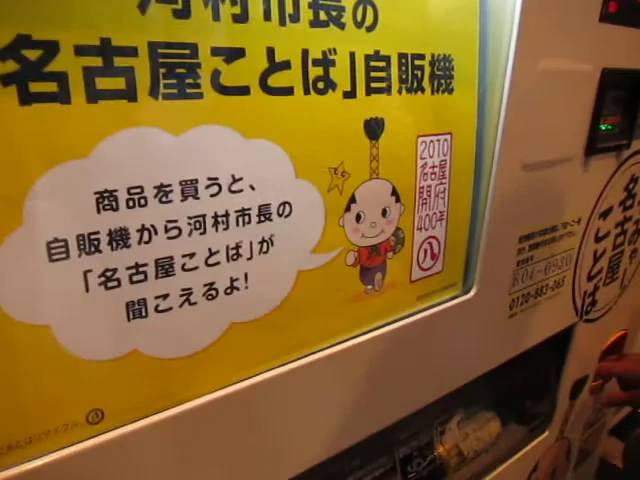 河村市長の
名古屋ことば」自販機
商品を買うと、
自販機から河村市長の
「名古屋ことば」が
聞こえるよ!
2010
名古屋
開府
400年
八
名古屋
ことば
804-0930
0120-883-065